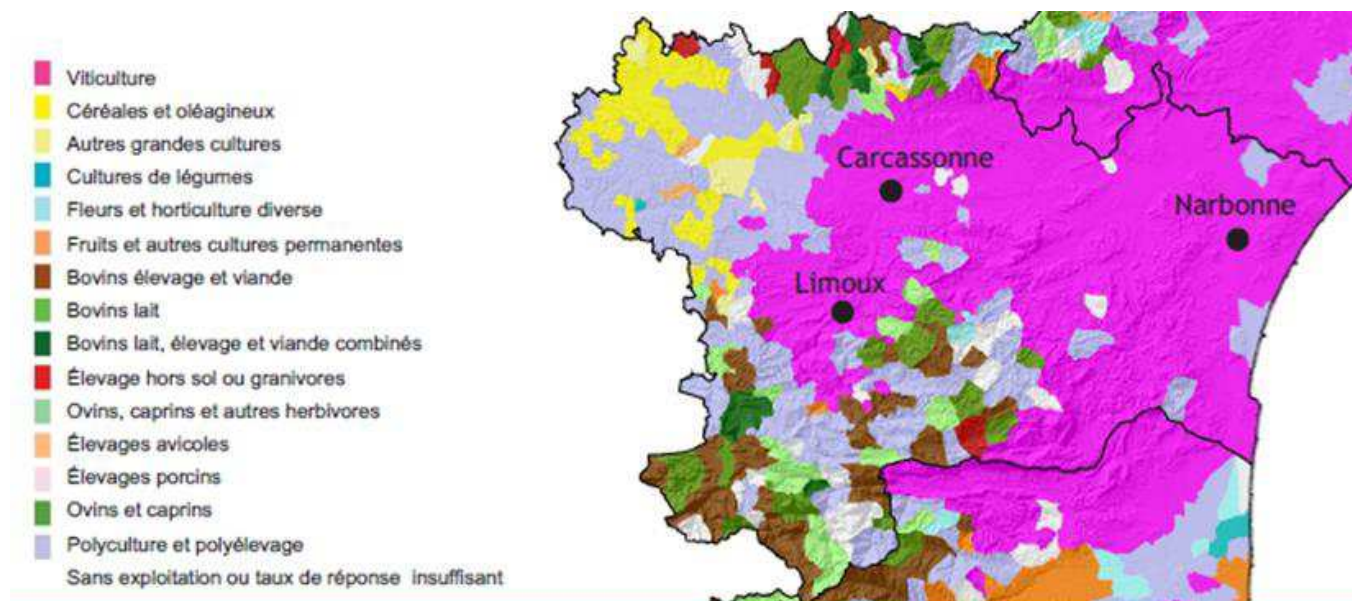 Viticulture
Céréales et oléagineux
Autres grandes cultures
Cultures de légumes
Fleurs et horticulture diverse
Fruits et autres cultures permanentes
Bovins élevage et viande
Bovins lait
Bovins lait, élevage et viande combinés
Élevage hors sol ou granivores
Ovins, caprins et autres herbivores
Élevages avicoles
Élevages porcins
Ovins et caprins
Polyculture et polyélevage
Sans exploitation ou taux de réponse insuffisant
Carcassonne
Narbonne
Limoux